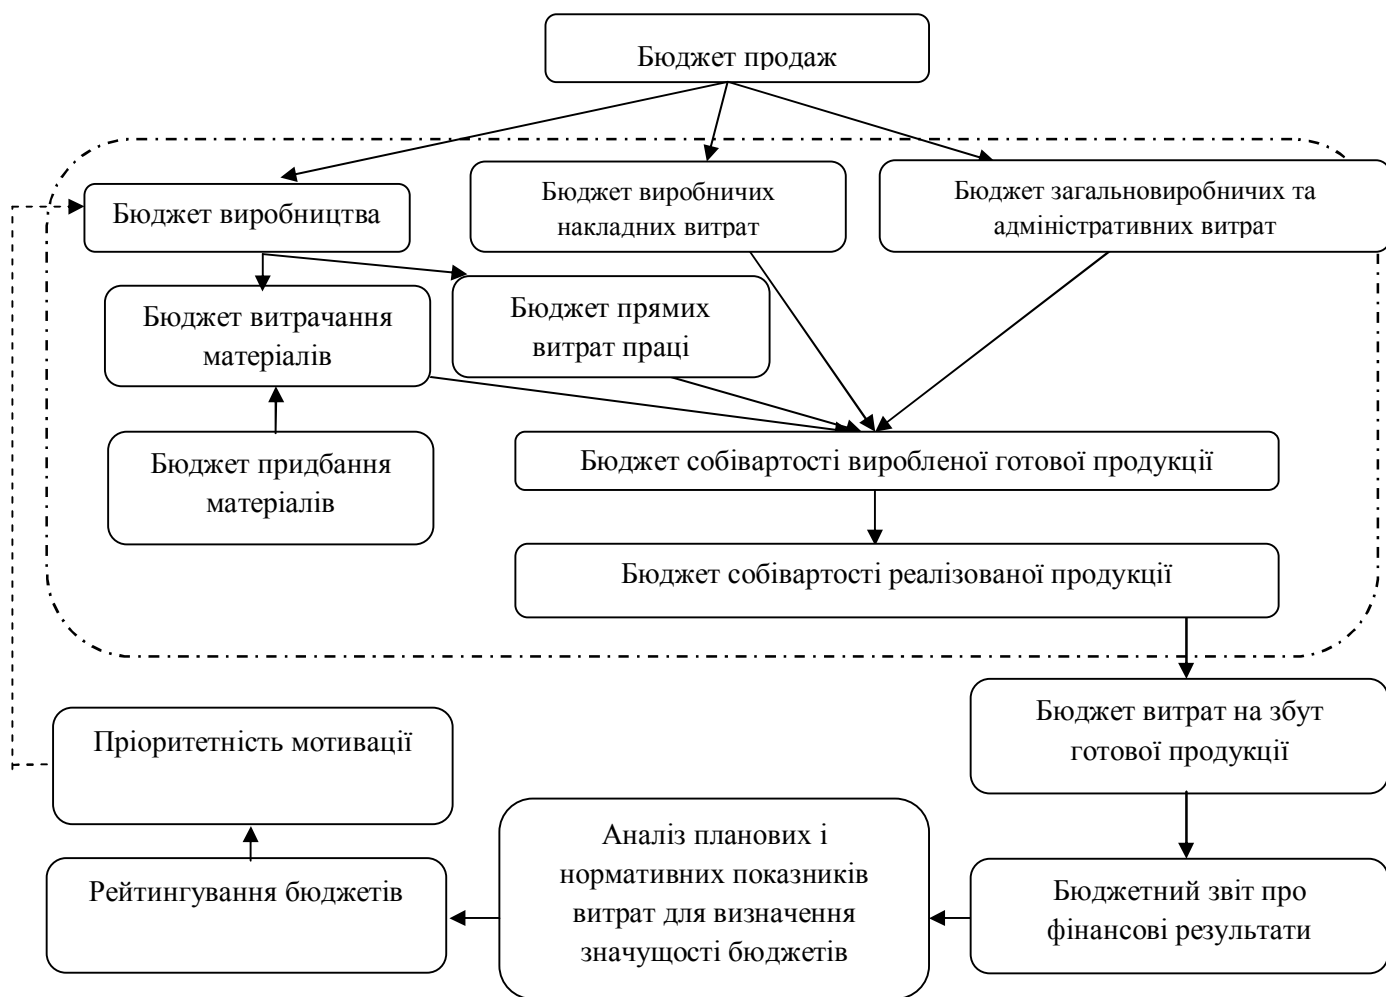 Бюджет продаж
Бюджет виробництва
Бюджет виробничих
накладних витрат
Бюджет загальновиробничих та
адміністративних витрат
Бюджет витрачання
матеріалів
Бюджет прямих
витрат праці
Бюджет придбання
матеріалів
Бюджет собівартості виробленої готової продукції
Бюджет собівартості реалізованої продукції
Бюджет витрат на збут
готової продукції
Пріоритетність мотивації
Аналіз планових і
нормативних показників
витрат для визначення
значущості бюджетів
Рейтингування бюджетів
Бюджетний звіт про
фінансові результати